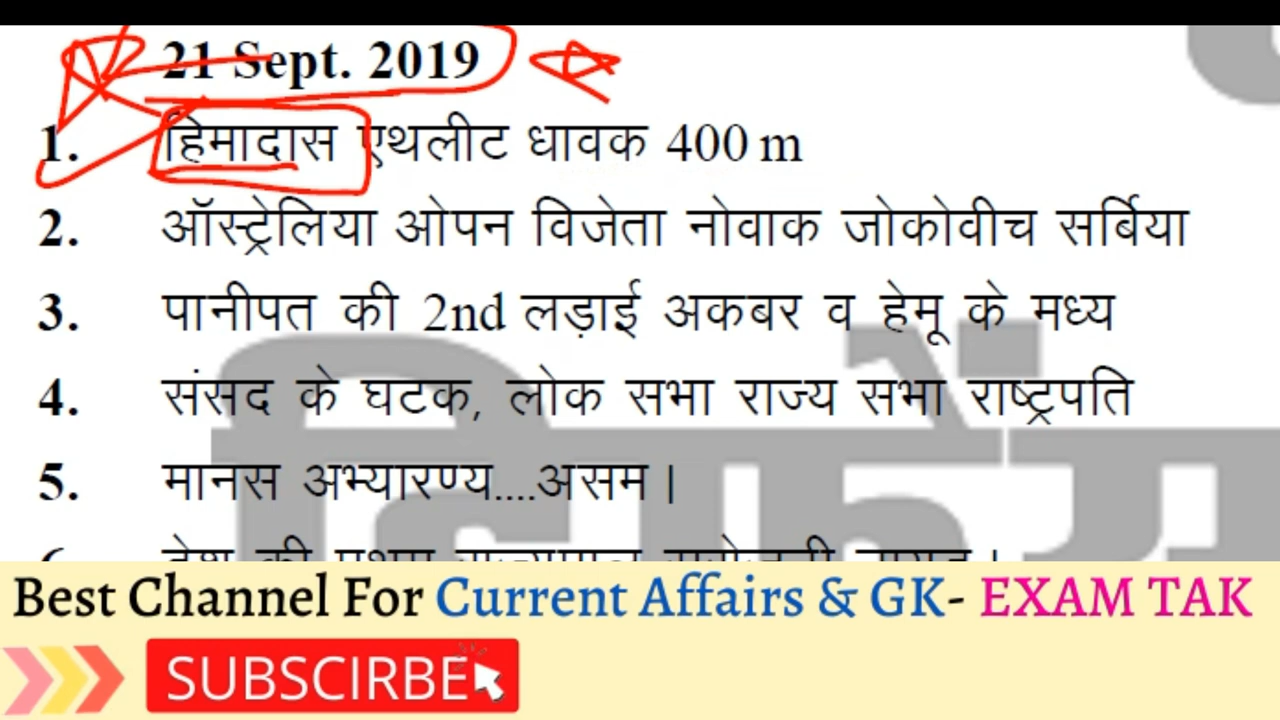 21 Sept. 2019
1. हिमादास एथलीट धावक 400 m
2. ऑस्ट्रेलिया ओपन विजेता नोवाक जोकोवीच सर्बिया
3. पानीपत की 2nd लड़ाई अकबर व हेमू के मध्य
4. संसद के घटक, लोक सभा राज्य सभा राष्ट्रपति
5. मानस अभ्यारण्य....असम।
Best Channel For Current Affairs & GK- EXAM TAK
SUBSCIRBE